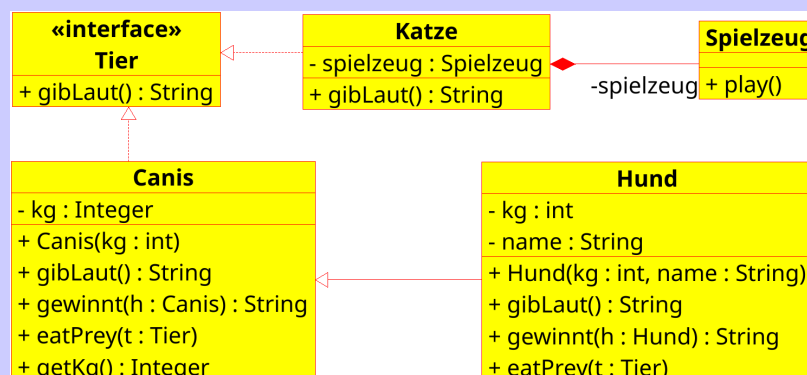 «interface»
Tier
+ gibLaut() : String
Katze
- spielzeug : Spielzeug
+ gibLaut() : String
-spielzeug
Spielzeug
+ play()
Canis
- kg : Integer
+ Canis(kg : int)
+ gibLaut() : String
+ gewinnt(h : Canis) : String
+ eatPrey(t : Tier)
+ getKg() : Integer
Hund
- kg : int
- name : String
+ Hund(kg : int, name : String)
+ gibLaut() : String
+ gewinnt(h : Hund) : String
+ eatPrey(t : Tier)